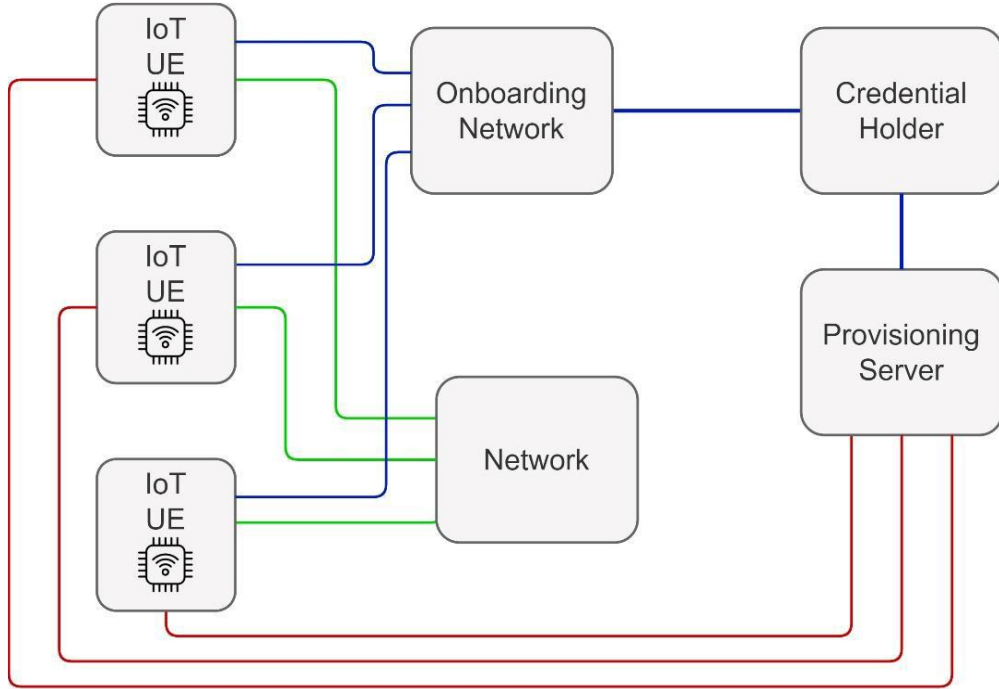 IoT
UE
Onboarding
Network
Credential
Holder
IoT
UE
Provisioning
Server
Network
IoT
UE